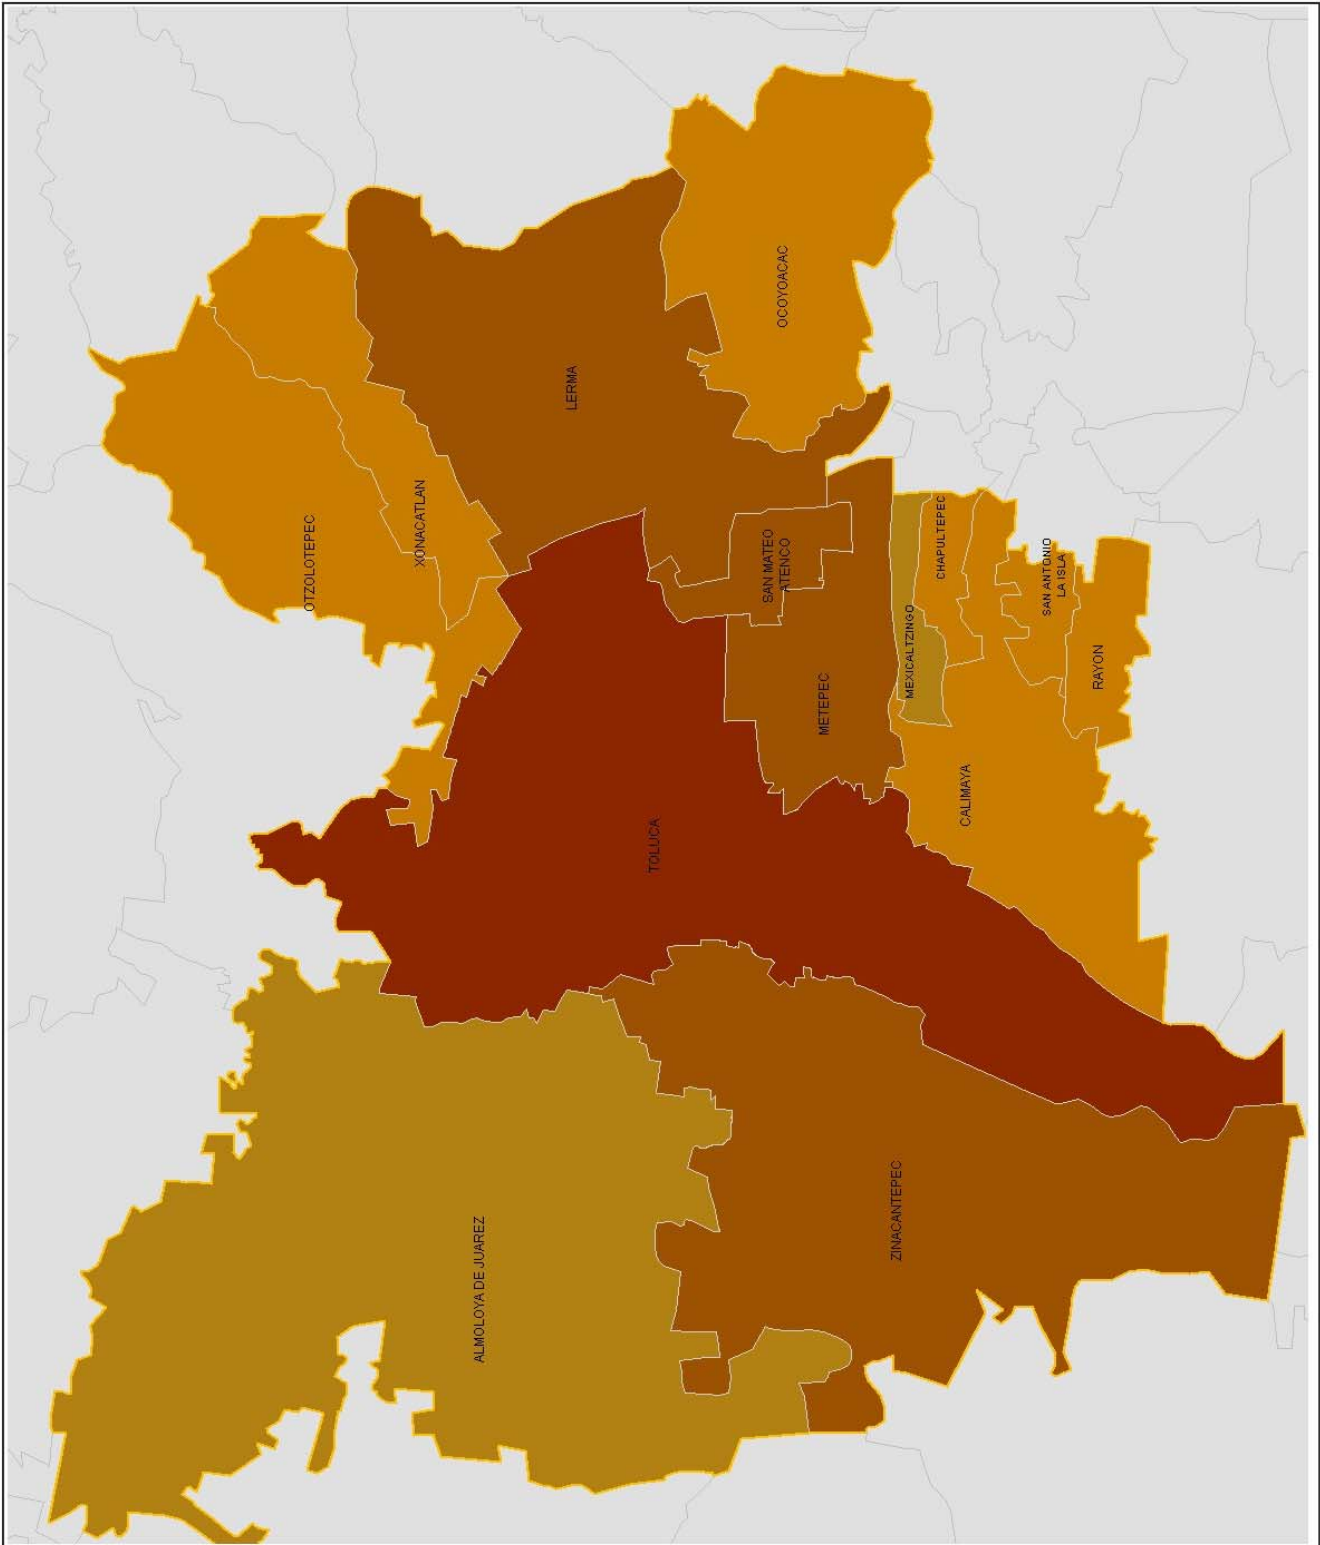 OCOYOACAC
LERMA
XONACATLAN
OTZOLOTEPEC
SAN MATEO
ATENCO
CHAPULTEPEC
SAN ANTONIO
LA ISLA
MEXICALTZINGO
RAYON
METEPEC
CALIMAYA
TOLUCA
ZINACANTEPEC
ALMOLOYA DE JUAREZ